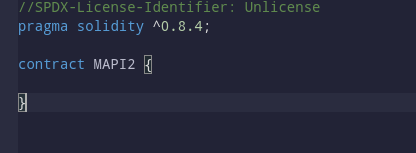 //SPDX-License-Identifier: Unlicense
pragma solidity ^0.8.4;
contract MAPI2 {
}